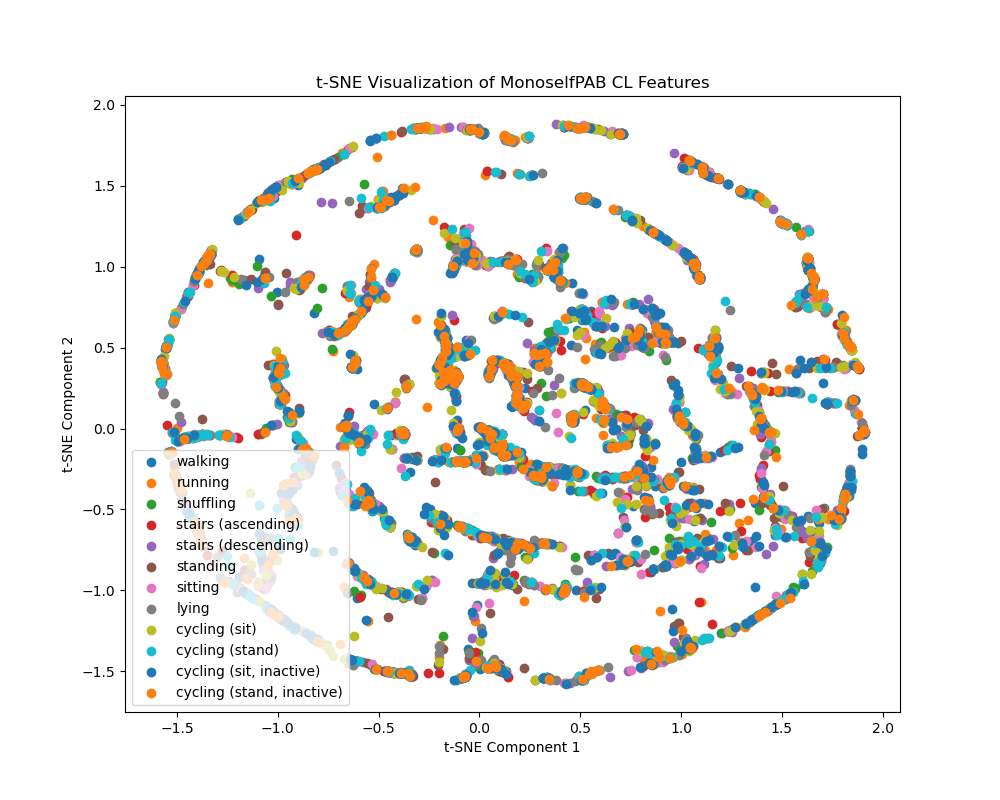 t-SNE Visualization of MonoselfPAB CL Features
2.0
1.5
1.0
0.5
0.0
−0.5
−1.0
−1.5
t-SNE Component 2
walking
running
shuffling
stairs (ascending)
stairs (descending)
standing
sitting
lying
cycling (sit)
cycling (stand)
cycling (sit, inactive)
cycling (stand, inactive)
−1.5 −1.0 −0.5 0.0 0.5 1.0 1.5 2.0
t-SNE Component 1